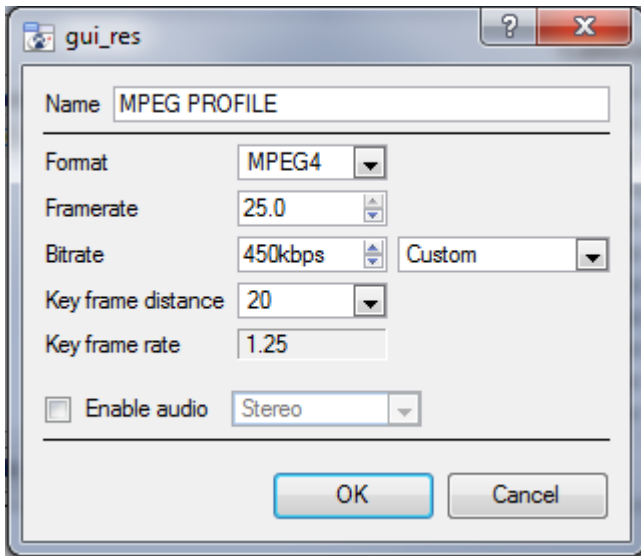 gui_res
Name MPEG PROFILE
Format MPEG4
Framerate 25.0
Bitrate 450kbps Custom
Key frame distance 20
Key frame rate 1.25
Enable audio Stereo
OK Cancel